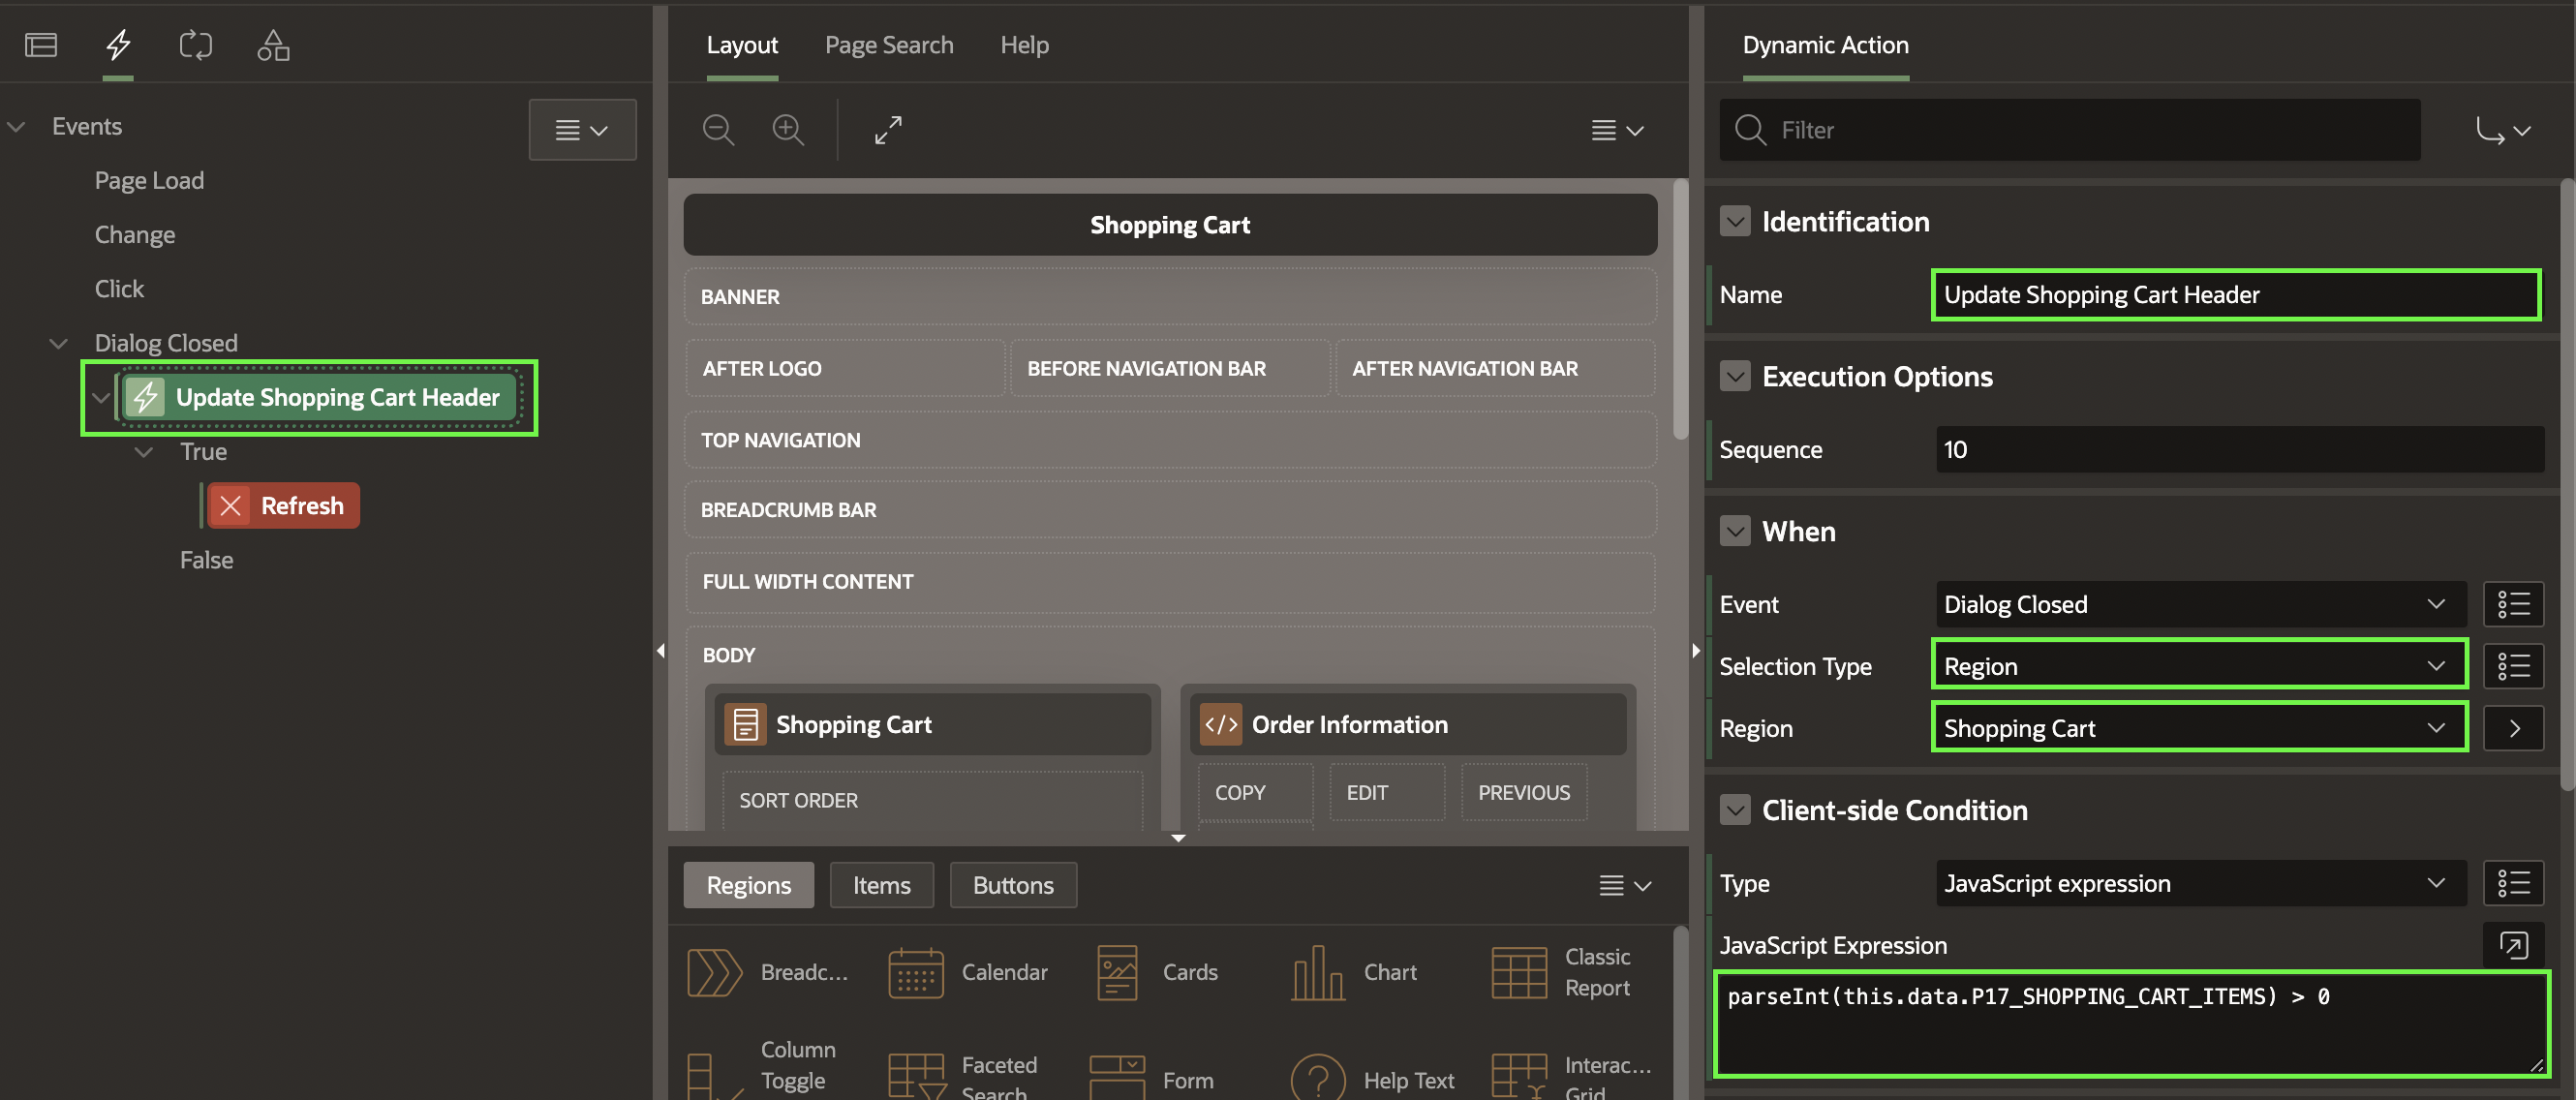 Events
Page Load
Change
Click
Dialog Closed
Update Shopping Cart Header
True
Refresh
False
Layout
Page Search
Help
Shopping Cart
BANNER
AFTER LOGO
BEFORE NAVIGATION BAR
AFTER NAVIGATION BAR
TOP NAVIGATION
BREADCRUMB BAR
FULL WIDTH CONTENT
BODY
Shopping Cart
Order Information
SORT ORDER
COPY
EDIT
PREVIOUS
Regions
Items
Buttons
Breadc...
Calendar
Cards
Chart
Classic
Report
Column
Toggle
Faceted
Search
Form
Help Text
Interac...
Grid
Dynamic Action
Filter
Identification
Name
Update Shopping Cart Header
Execution Options
Sequence
10
When
Event
Dialog Closed
Selection Type
Region
Region
Shopping Cart
Client-side Condition
Type
JavaScript expression
JavaScript Expression
parseInt(this.data.P17_SHOPPING_CART_ITEMS) > 0